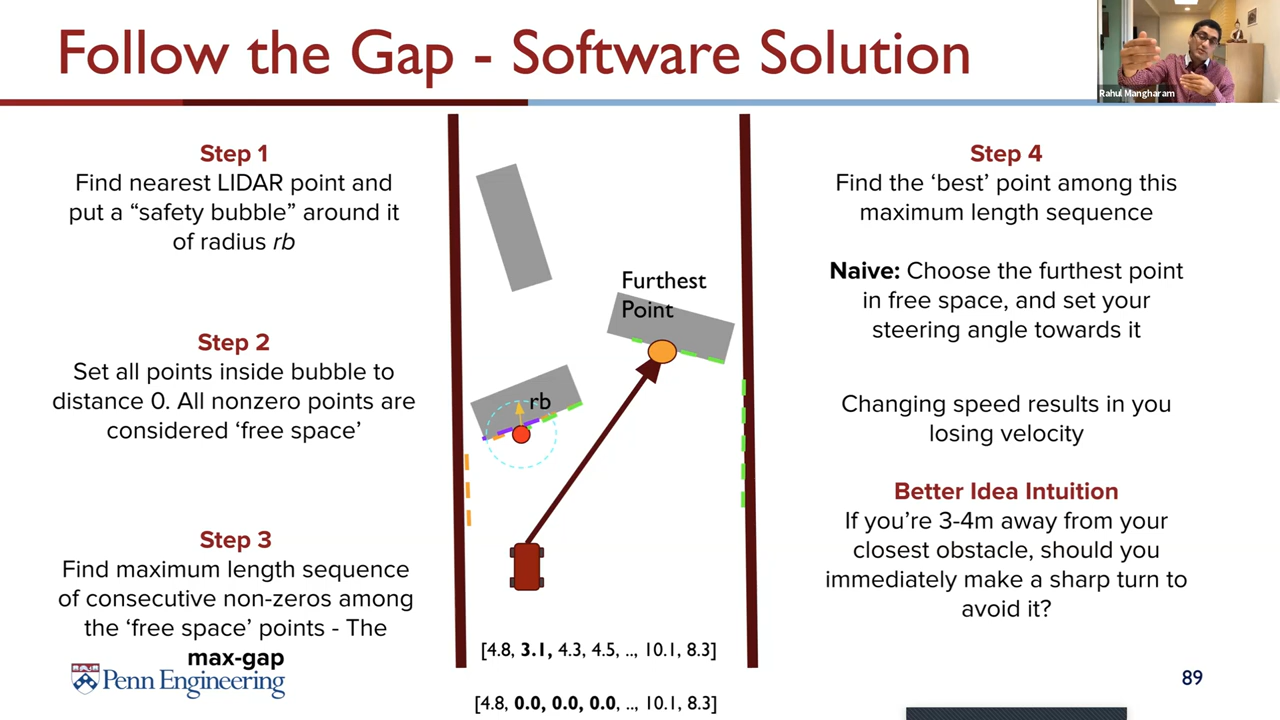 Follow the Gap - Software Solution
Rahul Mangharam
Step 1
Find nearest LIDAR point and
put a “safety bubble” around it
of radius rb
Step 2
Set all points inside bubble to
distance 0. All nonzero points are
considered ‘free space’
Step 3
Find maximum length sequence
of consecutive non-zeros among
the ‘free space’ points - The
max-gap
Penn Engineering
Furthest
Point
rb
[4.8, 3.1, 4.3, 4.5, .., 10.1, 8.3]
[4.8, 0.0, 0.0, 0.0, .., 10.1, 8.3]
Step 4
Find the ‘best’ point among this
maximum length sequence
Naive: Choose the furthest point
in free space, and set your
steering angle towards it
Changing speed results in you
losing velocity
Better Idea Intuition
If you’re 3-4m away from your
closest obstacle, should you
immediately make a sharp turn to
avoid it?
89